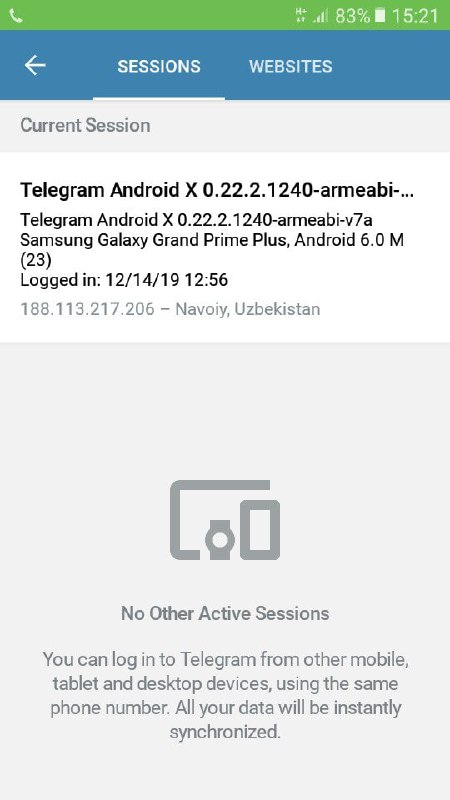 83% 15:21
SESSIONS WEBSITES
Current Session
Telegram Android X 0.22.2.1240-armeabi-...
Telegram Android X 0.22.2.1240-armeabi-v7a
Samsung Galaxy Grand Prime Plus, Android 6.0 M
(23)
Logged in: 12/14/19 12:56
188.113.217.206 – Navoiy, Uzbekistan
No Other Active Sessions
You can log in to Telegram from other mobile,
tablet and desktop devices, using the same
phone number. All your data will be instantly
synchronized.